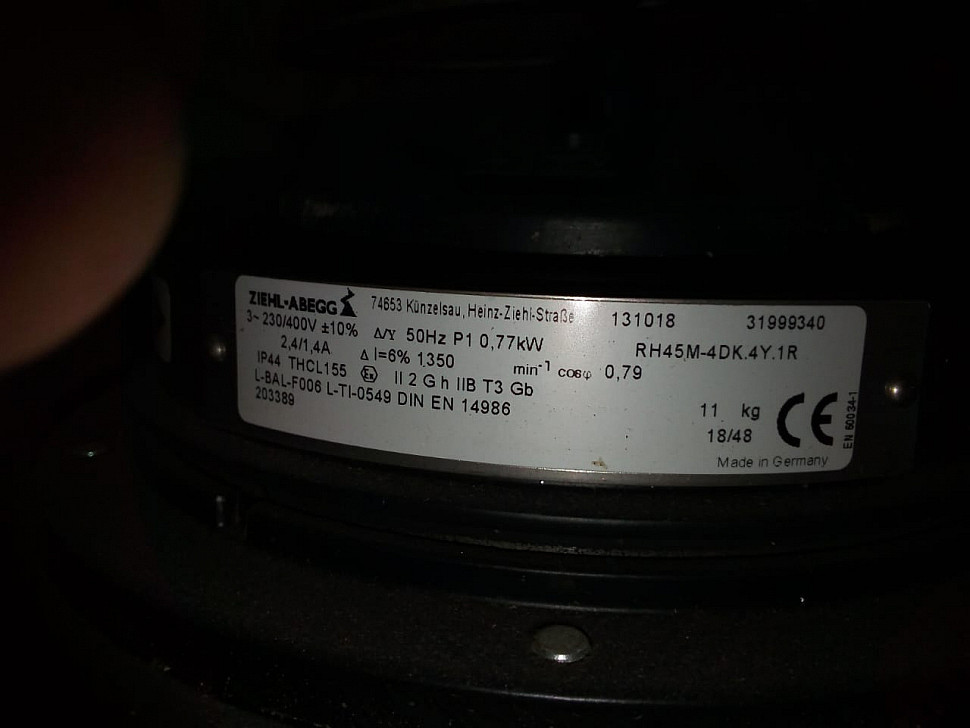 ZIEHL-ABEGG 74653 Künzelsau, Heinz-Ziehl-Straße 131018 31999340
3~ 230/400V ±10% Δ/Y 50Hz P1 0,77kW RH45M-4DK.4Y.1R
2,4/1,4A Δ I=6% 1350 min⁻¹ cosφ 0,79
IP44 THCL155 Ex II 2 G h IIB T3 Gb
L-BAL-F006 L-TI-0549 DIN EN 14986 11 kg
203389 18/48
CE EN 60034-1
Made in Germany